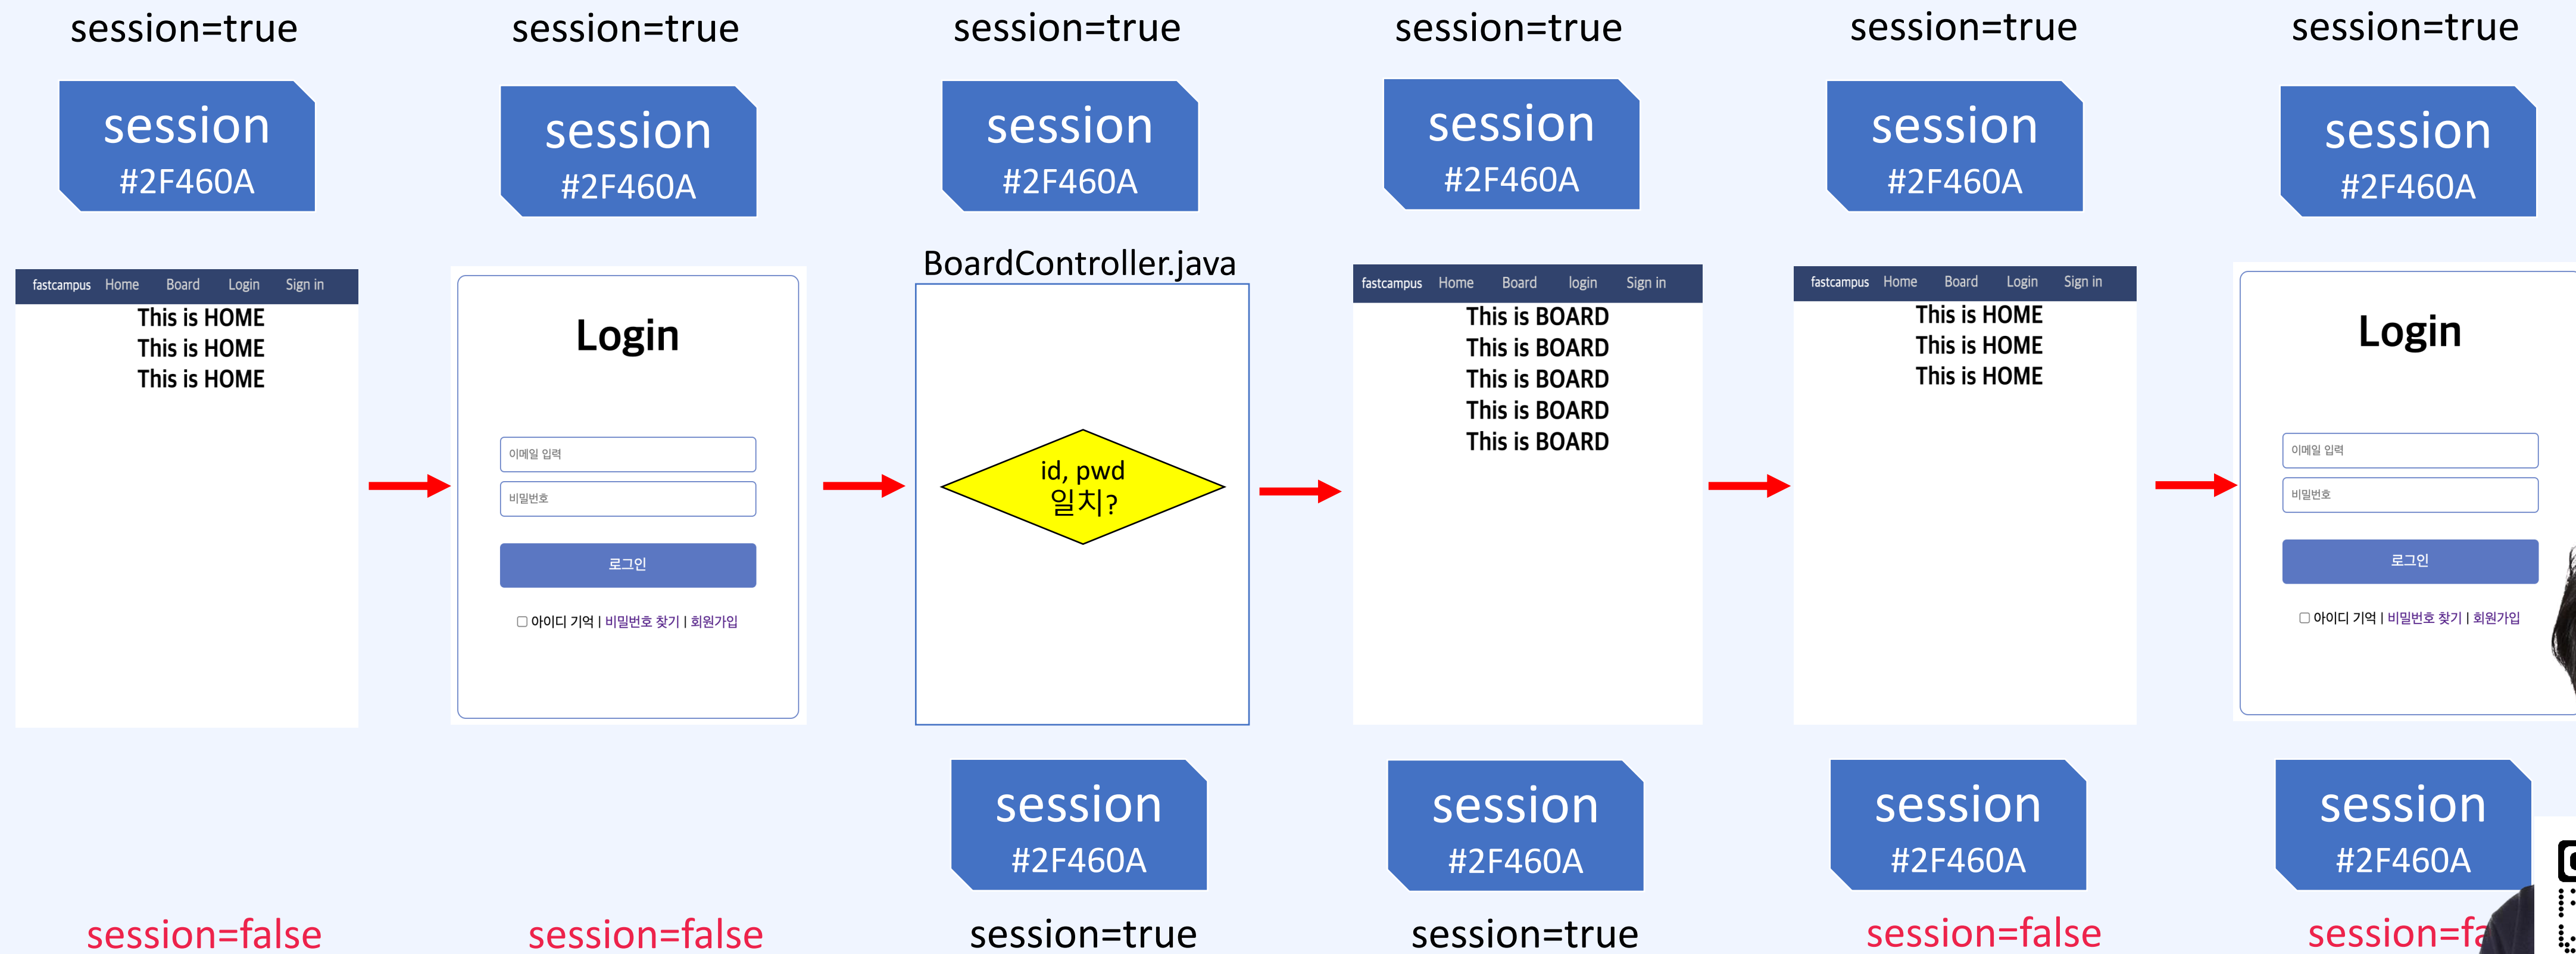 session=true
session=true
session=true
session=true
session=true
session=true
session
#2F460A
session
#2F460A
session
#2F460A
session
#2F460A
session
#2F460A
session
#2F460A
fastcampus Home Board Login Sign in
This is HOME
This is HOME
This is HOME
Login
이메일 입력
비밀번호
로그인
아이디 기억 | 비밀번호 찾기 | 회원가입
BoardController.java
id, pwd
일치?
fastcampus Home Board login Sign in
This is BOARD
This is BOARD
This is BOARD
This is BOARD
This is BOARD
fastcampus Home Board Login Sign in
This is HOME
This is HOME
This is HOME
Login
이메일 입력
비밀번호
로그인
아이디 기억 | 비밀번호 찾기 | 회원가입
session
#2F460A
session
#2F460A
session
#2F460A
session
#2F460A
session=false
session=false
session=true
session=true
session=false
session=fa